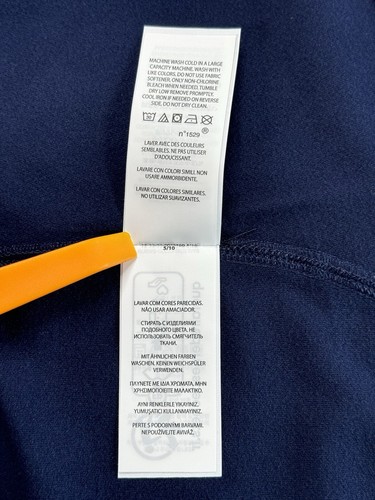 MACHINE WASH COLD IN A LARGE
CAPACITY MACHINE. WASH WITH
LIKE COLORS. DO NOT USE FABRIC
SOFTENER. ONLY NON-CHLORINE
BLEACH WHEN NEEDED. TUMBLE
DRY LOW REMOVE PROMPTLY.
COOL IRON IF NEEDED ON REVERSE
SIDE, DO NOT DRY CLEAN.
n°1529®
LAVER AVEC DES COULEURS
SEMBLABLES. NE PAS UTILISER
D'ADOUCISSANT.
LAVARE CON COLORI SIMILI. NON
USARE AMMORBIDENTE.
LAVAR CON COLORES SIMILARES.
NO UTILIZAR SUAVIZANTES.
5/10
LAVAR COM CORES PARECIDAS.
NÃO USAR AMACIADOR.
СТИРАТЬ С ИЗДЕЛИЯМИ
ПОДОБНОГО ЦВЕТА. НЕ
ИСПОЛЬЗОВАТЬ СМЯГЧИТЕЛЬ
ТКАНИ.
MIT ÄHNLICHEN FARBEN
WASCHEN. KEINEN WEICHSPÜLER
VERWENDEN.
ΠΛΥΝΕΤΕ ΜΕ ΙΔΙΑ ΧΡΩΜΑΤΑ. ΜΗΝ
ΧΡΗΣΙΜΟΠΟΙΕΙΤΕ ΜΑΛΑΚΤΙΚΟ.
AYNI RENKLERLE YIKAYINIZ.
YUMUŞATICI KULLANMAYINIZ.
PERTE S PODOBNÝMI BARVAMI.
NEPOUŽÍVEJTE AVIVÁŽ.